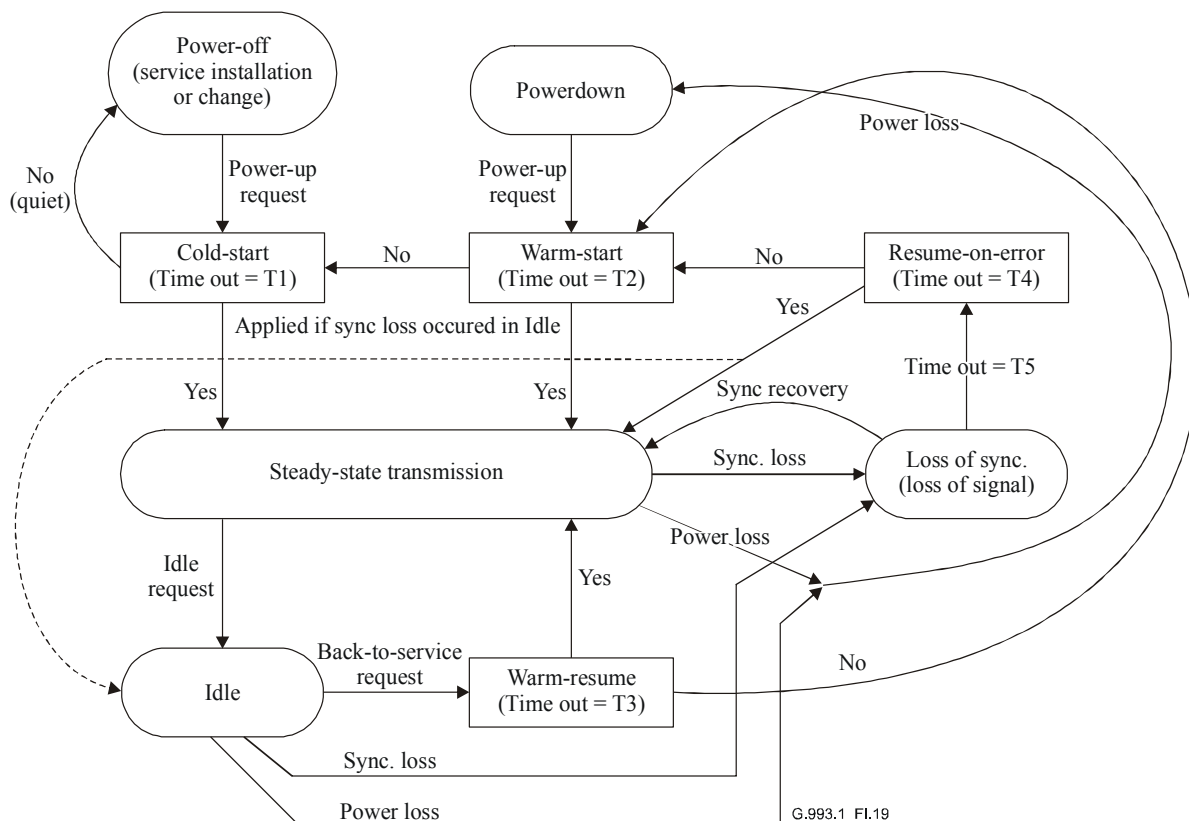 Power-off
(service installation
or change)
Powerdown
Power loss
No
(quiet)
Power-up
request
Power-up
request
Cold-start
(Time out = T1)
No
Warm-start
(Time out = T2)
No
Resume-on-error
(Time out = T4)
Applied if sync loss occured in Idle
Yes
Yes
Yes
Time out = T5
Sync recovery
Steady-state transmission
Sync. loss
Loss of sync.
(loss of signal)
Power loss
Idle
request
Yes
Back-to-service
request
No
Idle
Warm-resume
(Time out = T3)
Sync. loss
Power loss
G.993.1 FI.19